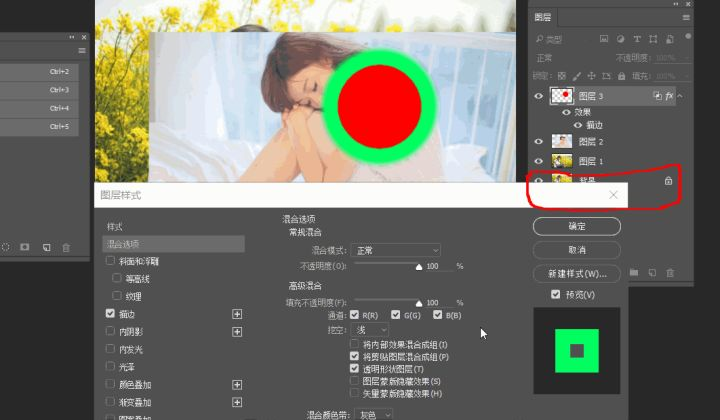 图层
Ctrl+2
类型
Ctrl+3
正常
不透明度: 100%
Ctrl+4
锁定:
填充: 100%
Ctrl+5
图层 3
fx
效果
描边
图层 2
图层 1
背景
图层样式
样式
混合选项
斜面和浮雕
等高线
纹理
描边
内阴影
内发光
光泽
颜色叠加
渐变叠加
图案叠加
混合选项
常规混合
混合模式: 正常
不透明度(O): 100 %
高级混合
填充不透明度(F): 100 %
通道: R(R) G(G) B(B)
挖空: 浅
将内部效果混合成组(I)
将剪贴图层混合成组(P)
透明形状图层(T)
图层蒙版隐藏效果(S)
矢量蒙版隐藏效果(H)
混合颜色带: 灰色
确定
取消
新建样式(W)...
预览(V)